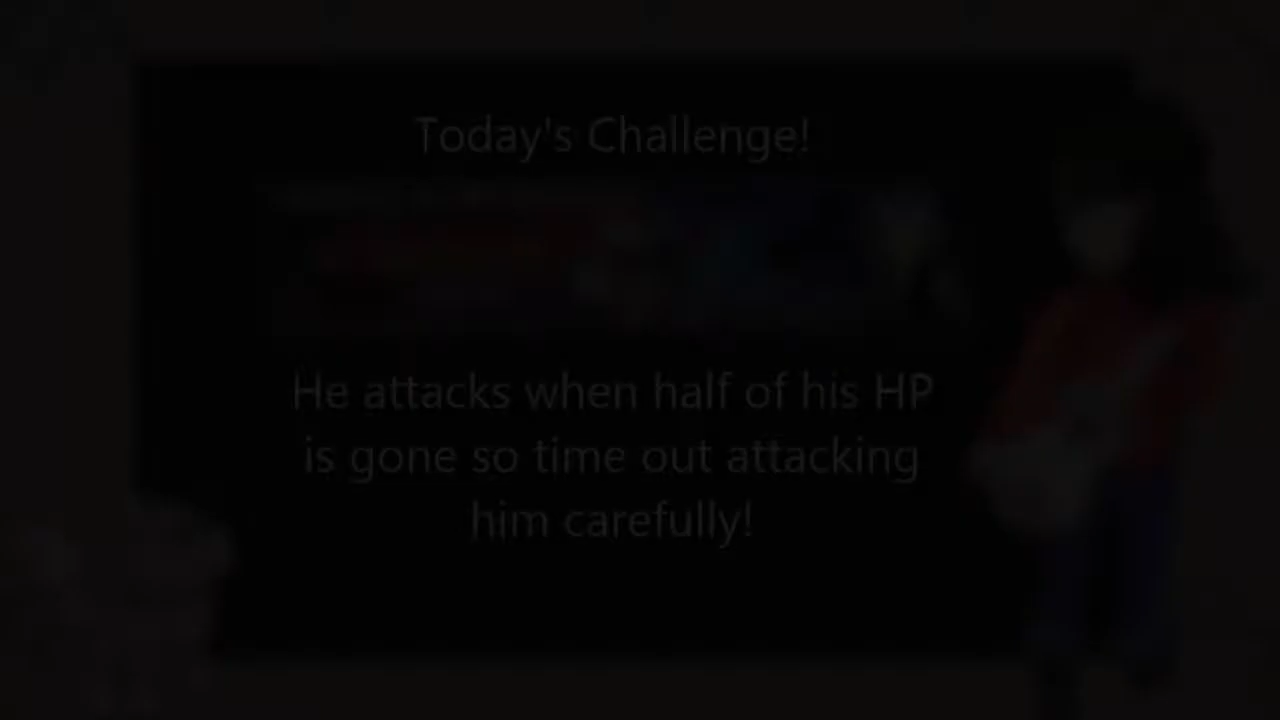 Today's Challenge!
He attacks when half of his HP
is gone so time out attacking
him carefully!